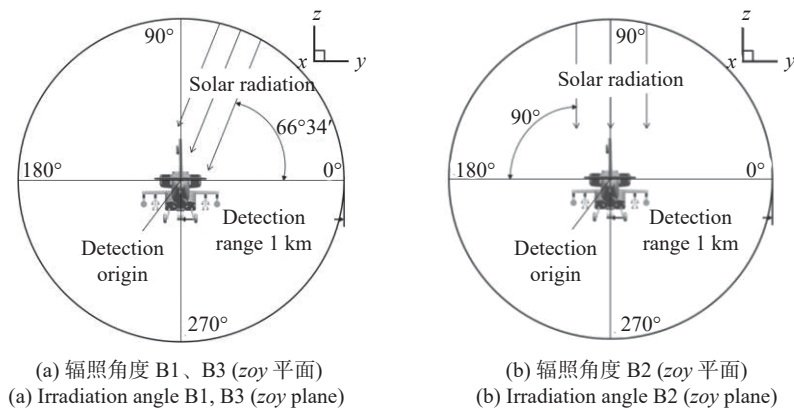 z
90°
x
y
Solar radiation
66°34′
180°
0°
Detection
range 1 km
Detection
origin
270°
(a) 辐照角度 B1、B3 (zoy 平面)
(a) Irradiation angle B1, B3 (zoy plane)
z
90°
x
y
Solar radiation
90°
180°
0°
Detection
range 1 km
Detection
origin
270°
(b) 辐照角度 B2 (zoy 平面)
(b) Irradiation angle B2 (zoy plane)